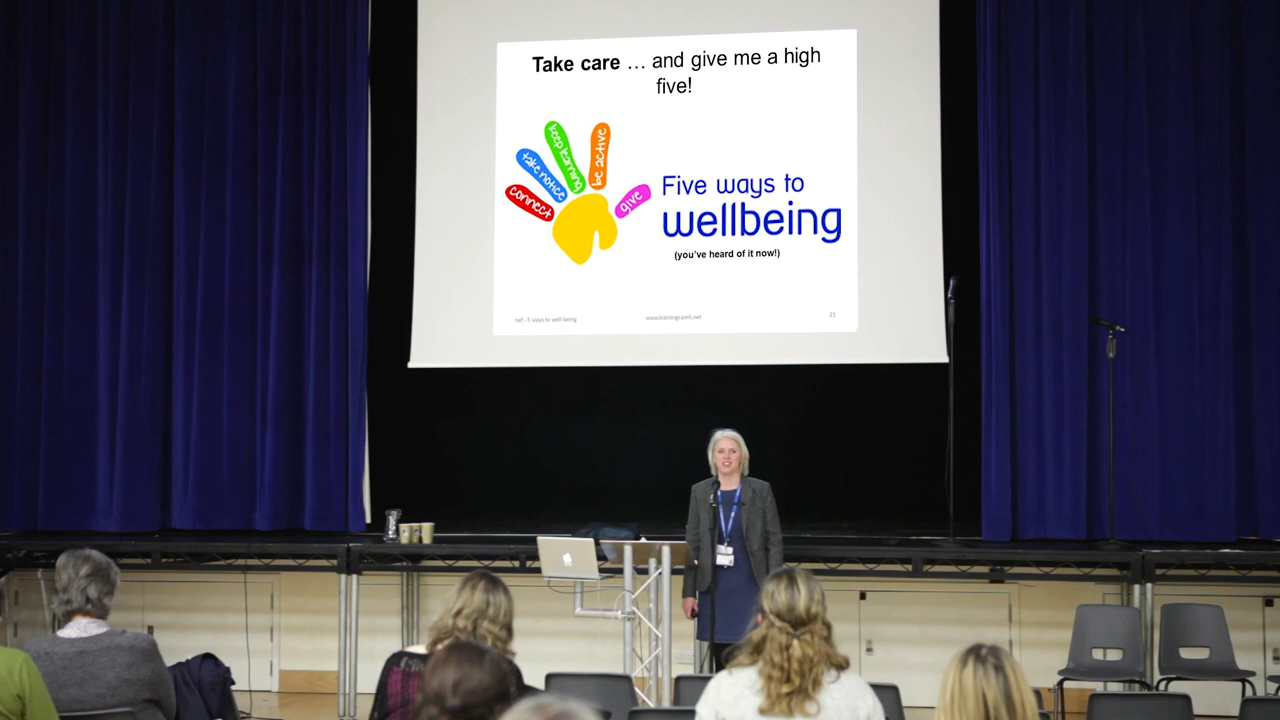 Take care … and give me a high
five!
keep learning
be active
take notice
connect
give
Five ways to
wellbeing
(you've heard of it now!)
nef - 5 ways to well-being
www.trainingcamh.net
21